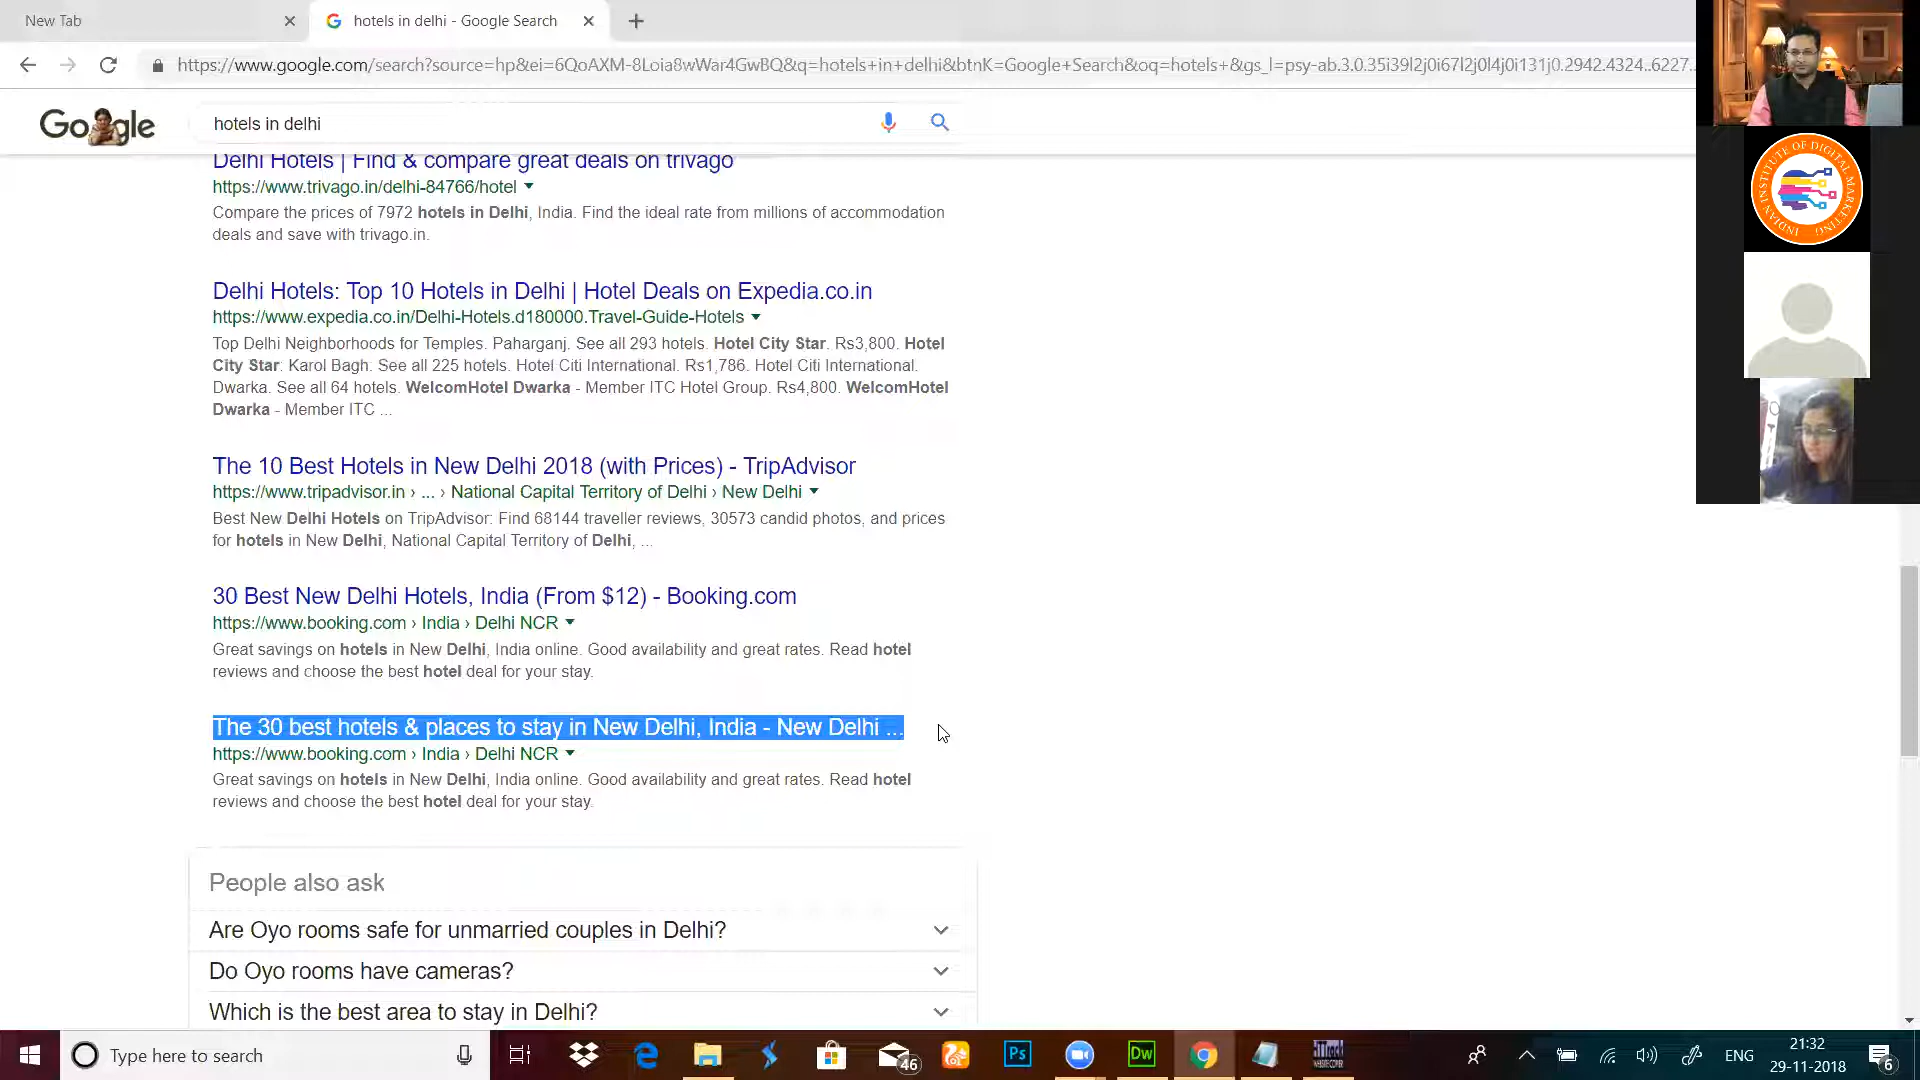 New Tab
hotels in delhi - Google Search
https://www.google.com/search?source=hp&ei=6QoAXM-8Loia8wWar4GwBQ&q=hotels+in+delhi&btnK=Google+Search&oq=hotels+&gs_l=psy-ab.3.0.35i39l2j0i67l2j0l4j0i131j0.2942.4324..6227...
Google
hotels in delhi
Delhi Hotels | Find & compare great deals on trivago
https://www.trivago.in/delhi-84766/hotel
Compare the prices of 7972 hotels in Delhi, India. Find the ideal rate from millions of accommodation
deals and save with trivago.in.
Delhi Hotels: Top 10 Hotels in Delhi | Hotel Deals on Expedia.co.in
https://www.expedia.co.in/Delhi-Hotels.d180000.Travel-Guide-Hotels
Top Delhi Neighborhoods for Temples. Paharganj. See all 293 hotels. Hotel City Star. Rs3,800. Hotel
City Star. Karol Bagh. See all 225 hotels. Hotel Citi International. Rs1,786. Hotel Citi International.
Dwarka. See all 64 hotels. WelcomHotel Dwarka - Member ITC Hotel Group. Rs4,800. WelcomHotel
Dwarka - Member ITC ...
The 10 Best Hotels in New Delhi 2018 (with Prices) - TripAdvisor
https://www.tripadvisor.in › ... › National Capital Territory of Delhi › New Delhi
Best New Delhi Hotels on TripAdvisor: Find 68144 traveller reviews, 30573 candid photos, and prices
for hotels in New Delhi, National Capital Territory of Delhi, ...
30 Best New Delhi Hotels, India (From $12) - Booking.com
https://www.booking.com › India › Delhi NCR
Great savings on hotels in New Delhi, India online. Good availability and great rates. Read hotel
reviews and choose the best hotel deal for your stay.
The 30 best hotels & places to stay in New Delhi, India - New Delhi ...
https://www.booking.com › India › Delhi NCR
Great savings on hotels in New Delhi, India online. Good availability and great rates. Read hotel
reviews and choose the best hotel deal for your stay.
People also ask
Are Oyo rooms safe for unmarried couples in Delhi?
Do Oyo rooms have cameras?
Which is the best area to stay in Delhi?
INDIAN INSTITUTE OF DIGITAL MARKETING
Type here to search
46
Ps
Dw
HTTrack
ENG
21:32
29-11-2018
6